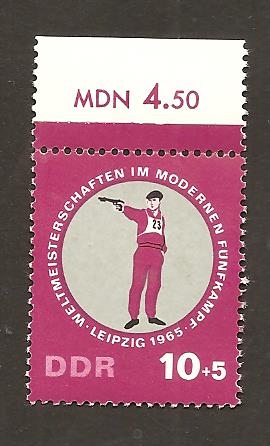 MDN 4.50
WELTMEISTERSCHAFTEN IM MODERNEN FÜNFKAMPF · LEIPZIG 1965 ·
23
DDR 10+5